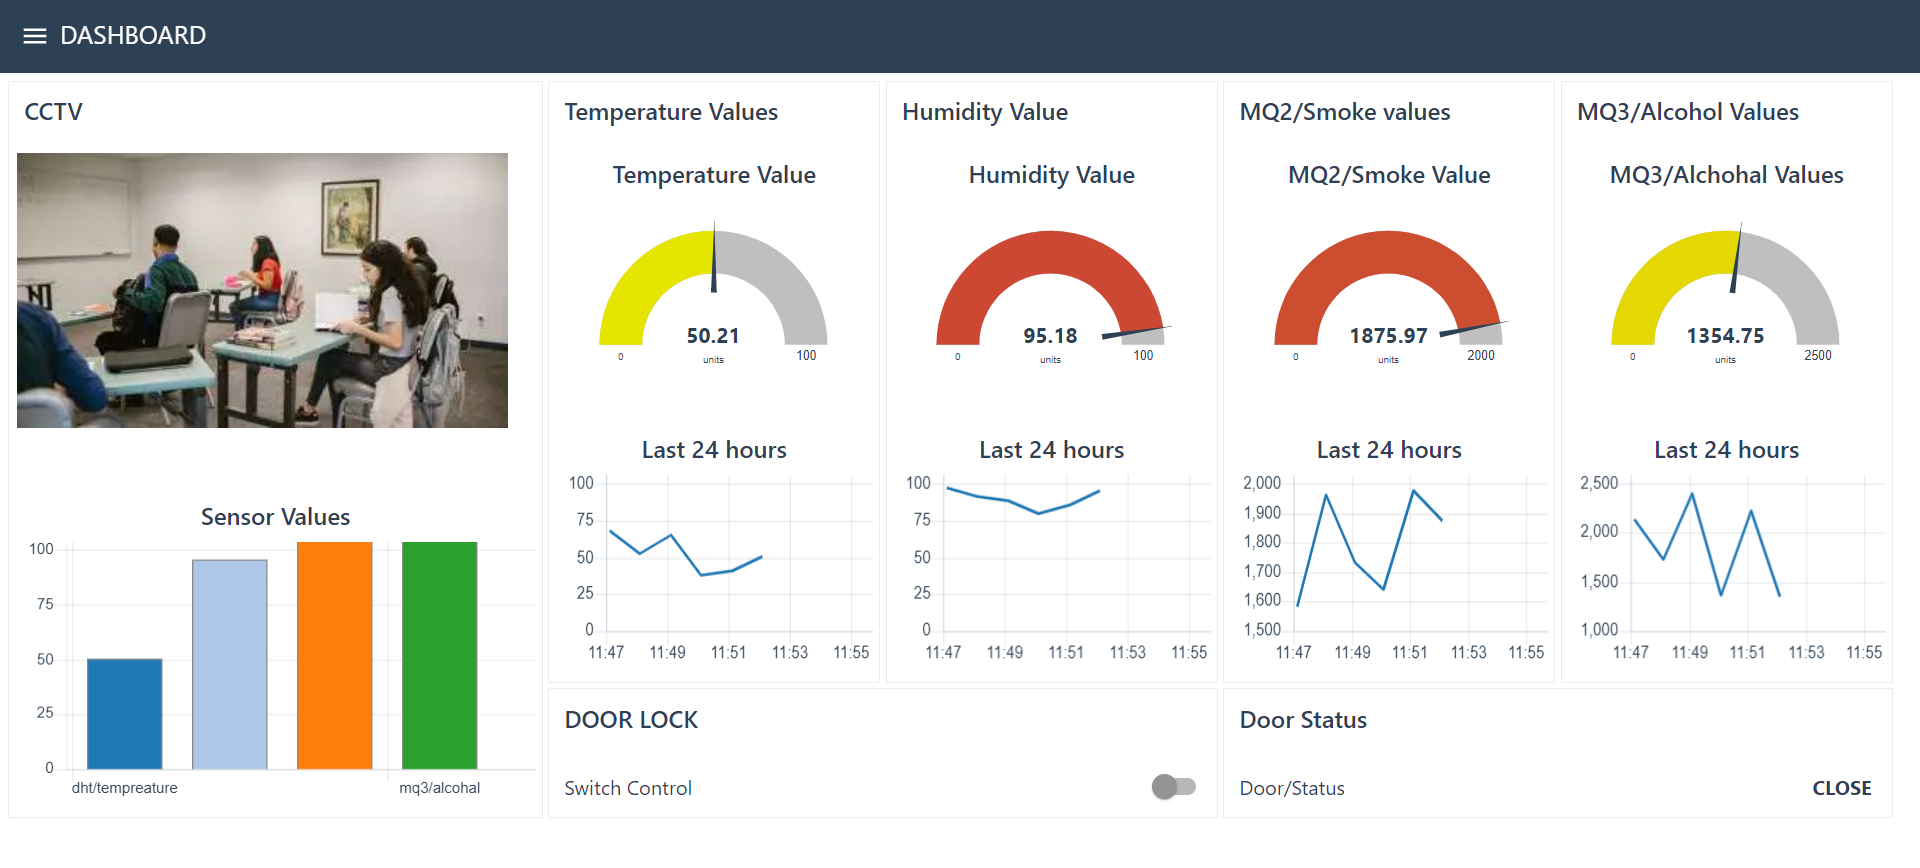 DASHBOARD
CCTV
Sensor Values
100
75
50
25
0
dht/tempreature
mq3/alcohal
Temperature Values
Temperature Value
50.21
units
0
100
Last 24 hours
100
75
50
25
0
11:47 11:49 11:51 11:53 11:55
Humidity Value
Humidity Value
95.18
units
0
100
Last 24 hours
100
75
50
25
0
11:47 11:49 11:51 11:53 11:55
MQ2/Smoke values
MQ2/Smoke Value
1875.97
units
0
2000
Last 24 hours
2,000
1,900
1,800
1,700
1,600
1,500
11:47 11:49 11:51 11:53 11:55
MQ3/Alcohol Values
MQ3/Alchohal Values
1354.75
units
0
2500
Last 24 hours
2,500
2,000
1,500
1,000
11:47 11:49 11:51 11:53 11:55
DOOR LOCK
Switch Control
Door Status
Door/Status CLOSE